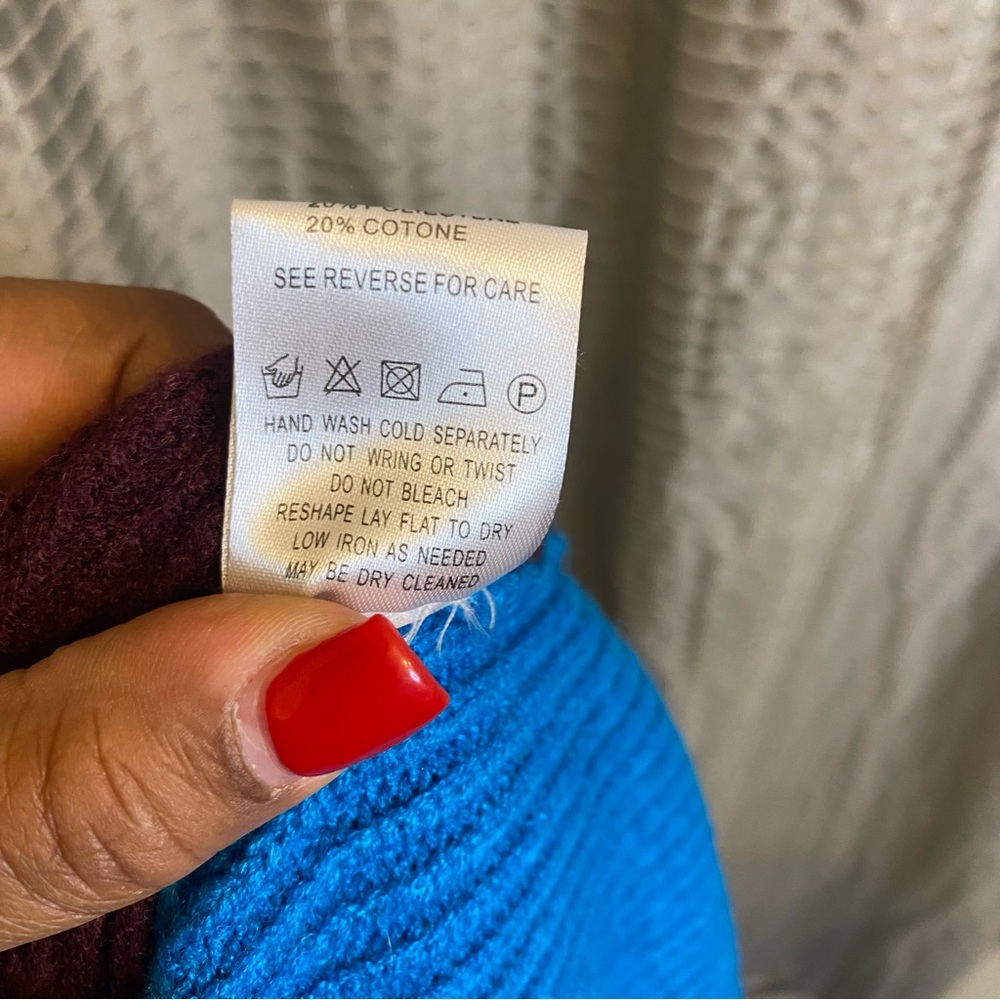 20% COTONE
SEE REVERSE FOR CARE
P
HAND WASH COLD SEPARATELY
DO NOT WRING OR TWIST
DO NOT BLEACH
RESHAPE LAY FLAT TO DRY
LOW IRON AS NEEDED
MAY BE DRY CLEANED